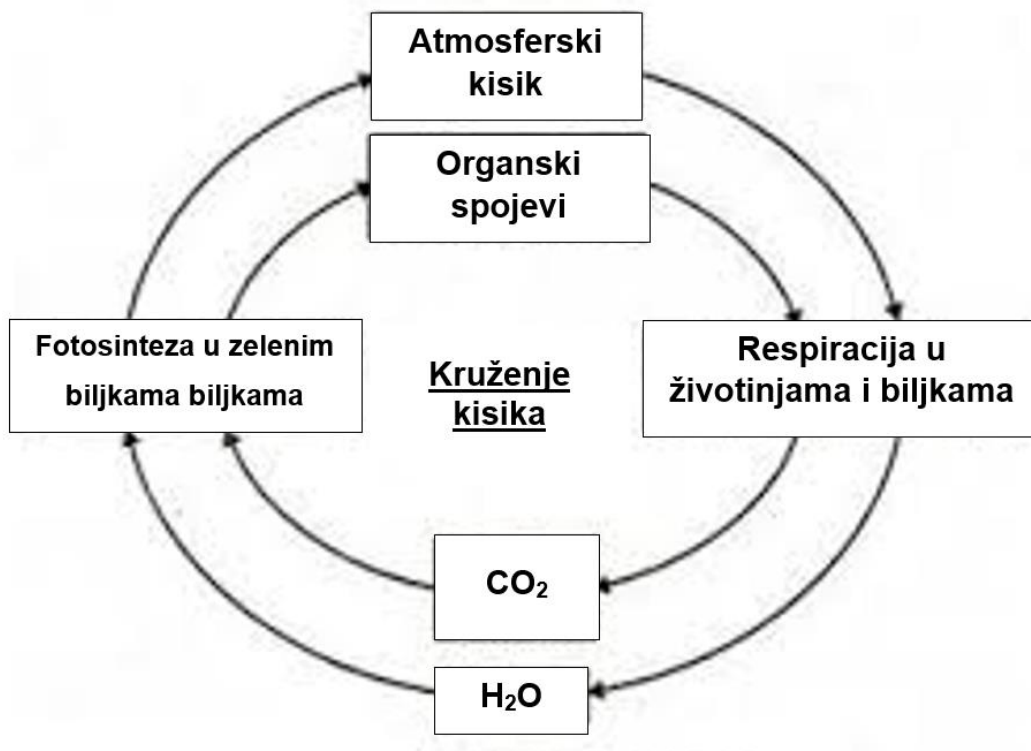 Atmosferski
kisik
Organski
spojevi
Fotosinteza u zelenim
biljkama biljkama
Kruženje
kisika
Respiracija u
životinjama i biljkama
CO₂
H₂O